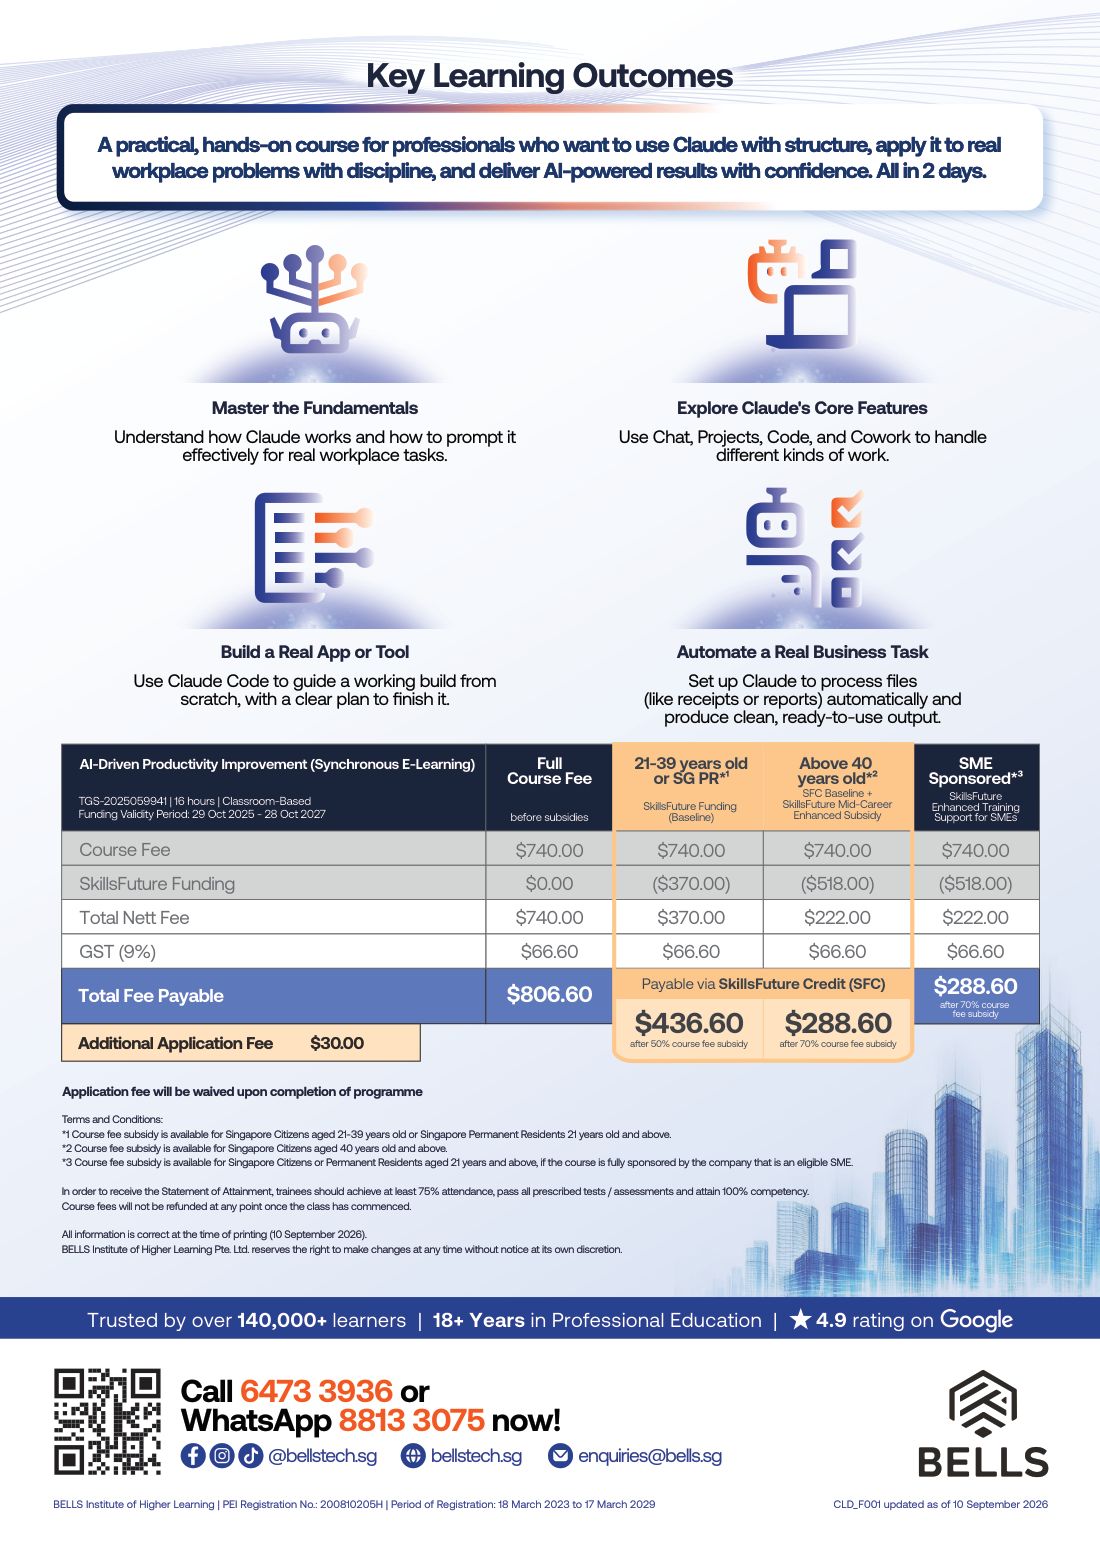 Key Learning Outcomes
A practical, hands-on course for professionals who want to use Claude with structure, apply it to real
workplace problems with discipline, and deliver AI-powered results with confidence. All in 2 days.
Master the Fundamentals
Understand how Claude works and how to prompt it
effectively for real workplace tasks.
Explore Claude's Core Features
Use Chat, Projects, Code, and Cowork to handle
different kinds of work.
Build a Real App or Tool
Use Claude Code to guide a working build from
scratch, with a clear plan to finish it.
Automate a Real Business Task
Set up Claude to process files
(like receipts or reports) automatically and
produce clean, ready-to-use output.
AI-Driven Productivity Improvement (Synchronous E-Learning)
TGS-2025059941 | 16 hours | Classroom-Based
Funding Validity Period: 29 Oct 2025 - 28 Oct 2027
Full
Course Fee
before subsidies
21-39 years old
or SG PR*¹
SkillsFuture Funding
(Baseline)
Above 40
years old*²
SFC Baseline +
SkillsFuture Mid-Career
Enhanced Subsidy
SME
Sponsored*³
SkillsFuture
Enhanced Training
Support for SMEs
Course Fee $740.00 $740.00 $740.00 $740.00
SkillsFuture Funding $0.00 ($370.00) ($518.00) ($518.00)
Total Nett Fee $740.00 $370.00 $222.00 $222.00
GST (9%) $66.60 $66.60 $66.60 $66.60
Total Fee Payable $806.60
Payable via SkillsFuture Credit (SFC)
$436.60
after 50% course fee subsidy
$288.60
after 70% course fee subsidy
$288.60
after 70% course
fee subsidy
Additional Application Fee $30.00
Application fee will be waived upon completion of programme
Terms and Conditions:
*1 Course fee subsidy is available for Singapore Citizens aged 21-39 years old or Singapore Permanent Residents 21 years old and above.
*2 Course fee subsidy is available for Singapore Citizens aged 40 years old and above.
*3 Course fee subsidy is available for Singapore Citizens or Permanent Residents aged 21 years and above, if the course is fully sponsored by the company that is an eligible SME.
In order to receive the Statement of Attainment, trainees should achieve at least 75% attendance, pass all prescribed tests / assessments and attain 100% competency.
Course fees will not be refunded at any point once the class has commenced.
All information is correct at the time of printing (10 September 2026).
BELLS Institute of Higher Learning Pte. Ltd. reserves the right to make changes at any time without notice at its own discretion.
Trusted by over 140,000+ learners | 18+ Years in Professional Education | ★ 4.9 rating on Google
Call 6473 3936 or
WhatsApp 8813 3075 now!
@bellstech.sg bellstech.sg enquiries@bells.sg
BELLS
BELLS Institute of Higher Learning | PEI Registration No.: 200810205H | Period of Registration: 18 March 2023 to 17 March 2029
CLD_F001 updated as of 10 September 2026